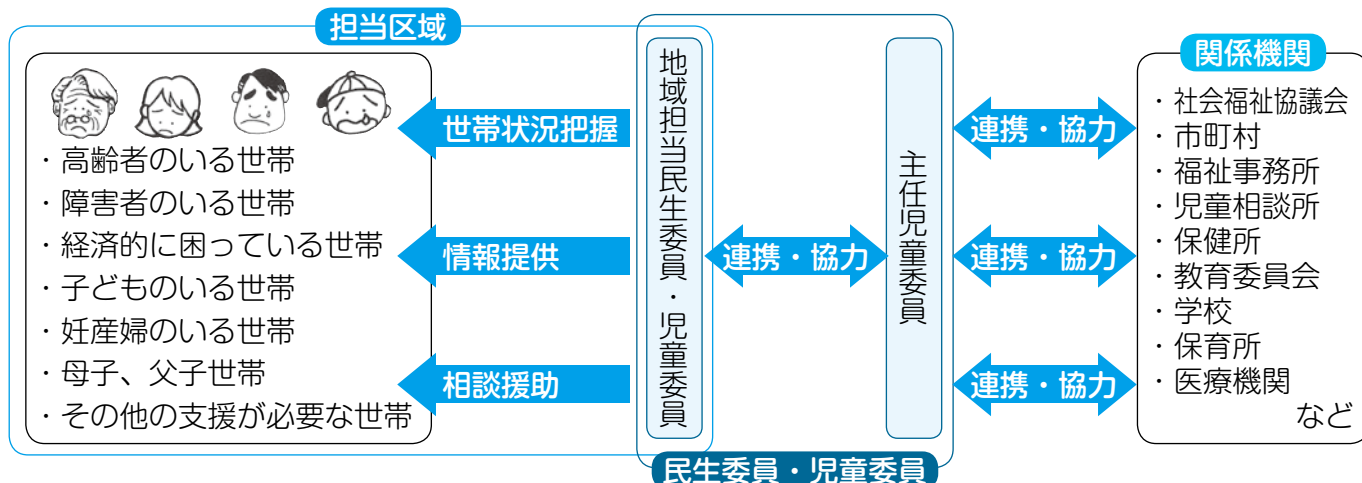 担当区域
・高齢者のいる世帯
・障害者のいる世帯
・経済的に困っている世帯
・子どものいる世帯
・妊産婦のいる世帯
・母子、父子世帯
・その他の支援が必要な世帯
世帯状況把握
情報提供
相談援助
地域担当民生委員・児童委員
連携・協力
主任児童委員
民生委員・児童委員
連携・協力
連携・協力
連携・協力
関係機関
・社会福祉協議会
・市町村
・福祉事務所
・児童相談所
・保健所
・教育委員会
・学校
・保育所
・医療機関
など